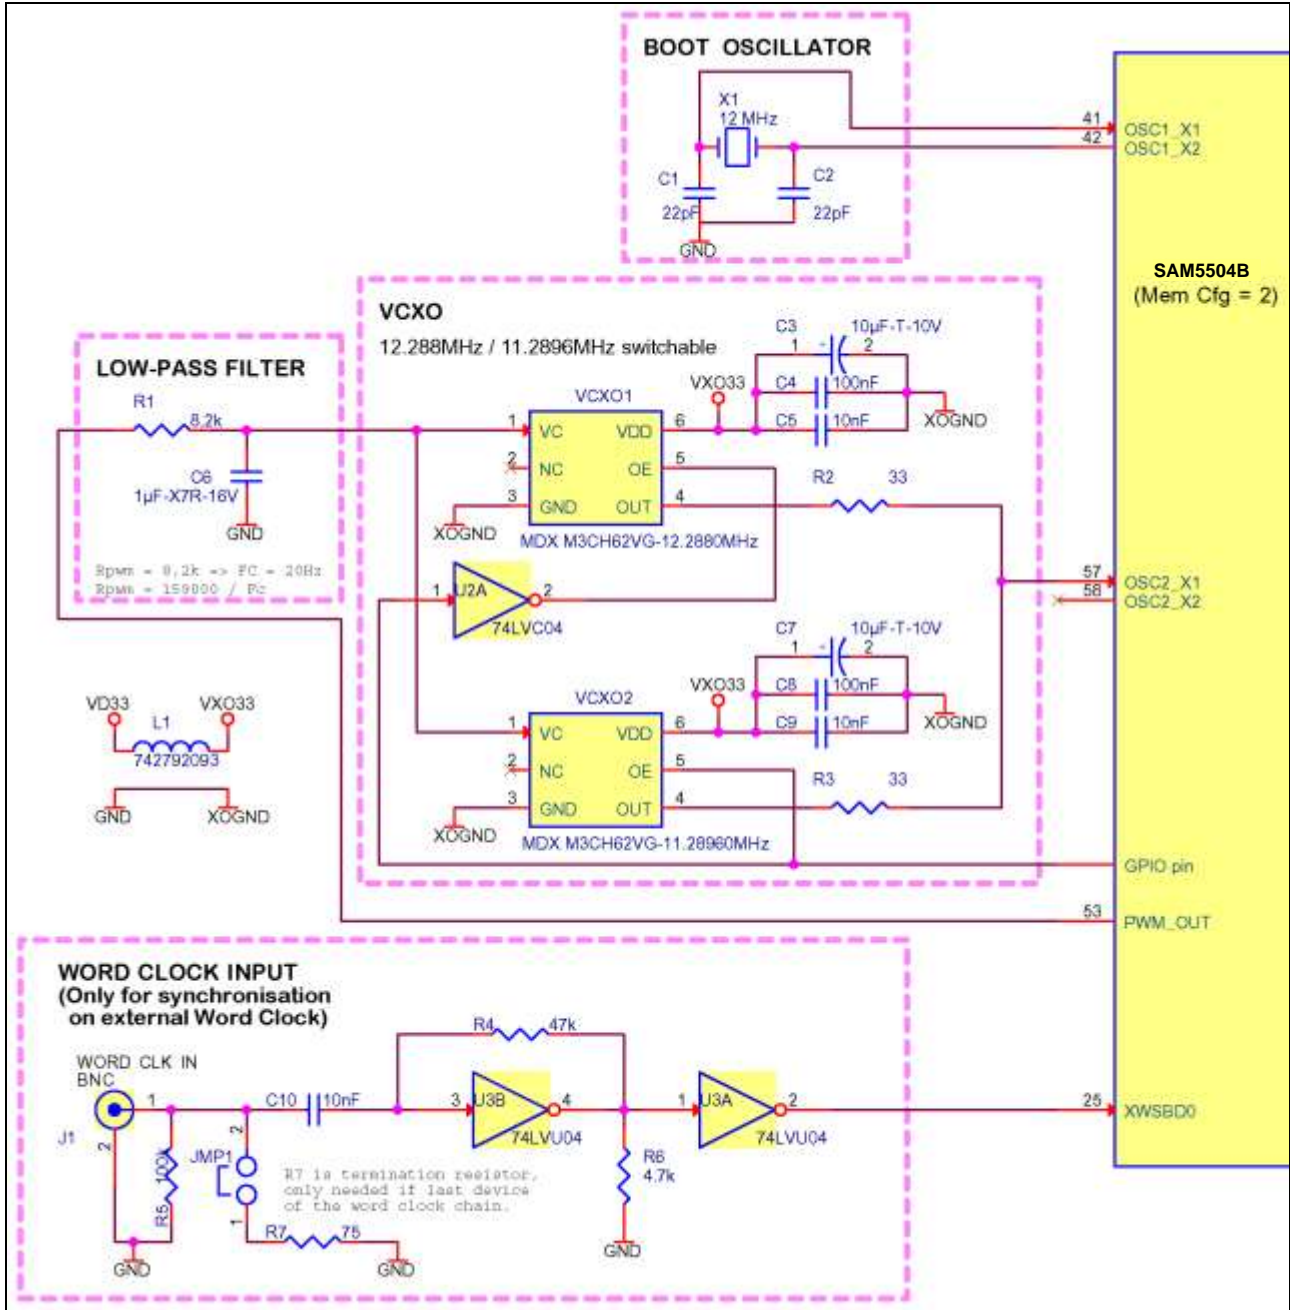 BOOT OSCILLATOR
X1
12 MHz
C1
22pF
C2
22pF
GND
41
OSC1_X1
42
OSC1_X2
SAM5504B
(Mem Cfg = 2)
VCXO
12.288MHz / 11.2896MHz switchable
C3
10µF-T-10V
1
2
C4
100nF
C5
10nF
VXO33
XOGND
LOW-PASS FILTER
R1
8.2k
C6
1µF-X7R-16V
GND
Rpwm = 8.2k => FC = 20Hz
Rpwm = 159000 / Fc
VCXO1
1
VC
VDD
6
2
NC
OE
5
3
GND
OUT
4
XOGND
MDX M3CH62VG-12.2880MHz
R2
33
1
U2A
2
74LVC04
57
OSC2_X1
58
OSC2_X2
C7
10µF-T-10V
1
2
C8
100nF
C9
10nF
VXO33
XOGND
VCXO2
1
VC
VDD
6
2
NC
OE
5
3
GND
OUT
4
XOGND
MDX M3CH62VG-11.28960MHz
R3
33
VD33
VXO33
L1
742792093
GND
XOGND
GPIO pin
53
PWM_OUT
WORD CLOCK INPUT
(Only for synchronisation
on external Word Clock)
WORD CLK IN
BNC
1
J1
2
R5
100k
C10
10nF
2
JMP1
1
R7 is termination resistor,
only needed if last device
of the word clock chain.
R7
75
GND
GND
R4
47k
3
U3B
4
74LVU04
R6
4.7k
GND
1
U3A
2
74LVU04
25
XWSBD0